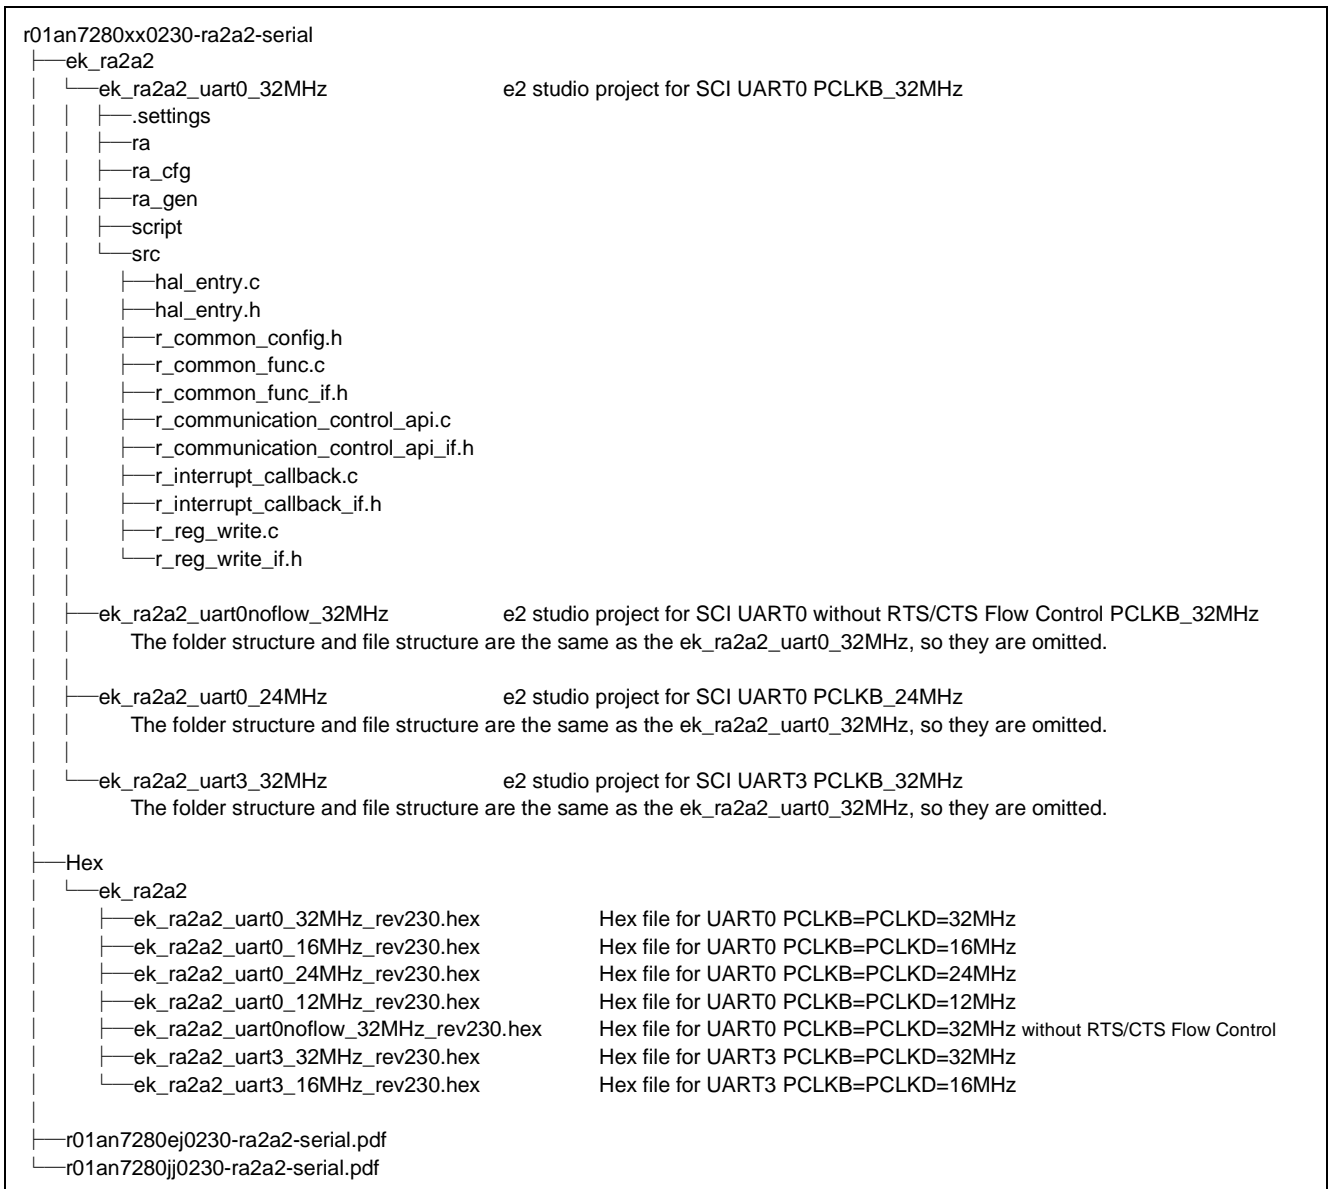 r01an7280xx0230-ra2a2-serial
ek_ra2a2
ek_ra2a2_uart0_32MHz e2 studio project for SCI UART0 PCLKB_32MHz
.settings
ra
ra_cfg
ra_gen
script
src
hal_entry.c
hal_entry.h
r_common_config.h
r_common_func.c
r_common_func_if.h
r_communication_control_api.c
r_communication_control_api_if.h
r_interrupt_callback.c
r_interrupt_callback_if.h
r_reg_write.c
r_reg_write_if.h
ek_ra2a2_uart0noflow_32MHz e2 studio project for SCI UART0 without RTS/CTS Flow Control PCLKB_32MHz
The folder structure and file structure are the same as the ek_ra2a2_uart0_32MHz, so they are omitted.
ek_ra2a2_uart0_24MHz e2 studio project for SCI UART0 PCLKB_24MHz
The folder structure and file structure are the same as the ek_ra2a2_uart0_32MHz, so they are omitted.
ek_ra2a2_uart3_32MHz e2 studio project for SCI UART3 PCLKB_32MHz
The folder structure and file structure are the same as the ek_ra2a2_uart0_32MHz, so they are omitted.
Hex
ek_ra2a2
ek_ra2a2_uart0_32MHz_rev230.hex Hex file for UART0 PCLKB=PCLKD=32MHz
ek_ra2a2_uart0_16MHz_rev230.hex Hex file for UART0 PCLKB=PCLKD=16MHz
ek_ra2a2_uart0_24MHz_rev230.hex Hex file for UART0 PCLKB=PCLKD=24MHz
ek_ra2a2_uart0_12MHz_rev230.hex Hex file for UART0 PCLKB=PCLKD=12MHz
ek_ra2a2_uart0noflow_32MHz_rev230.hex Hex file for UART0 PCLKB=PCLKD=32MHz without RTS/CTS Flow Control
ek_ra2a2_uart3_32MHz_rev230.hex Hex file for UART3 PCLKB=PCLKD=32MHz
ek_ra2a2_uart3_16MHz_rev230.hex Hex file for UART3 PCLKB=PCLKD=16MHz
r01an7280ej0230-ra2a2-serial.pdf
r01an7280jj0230-ra2a2-serial.pdf